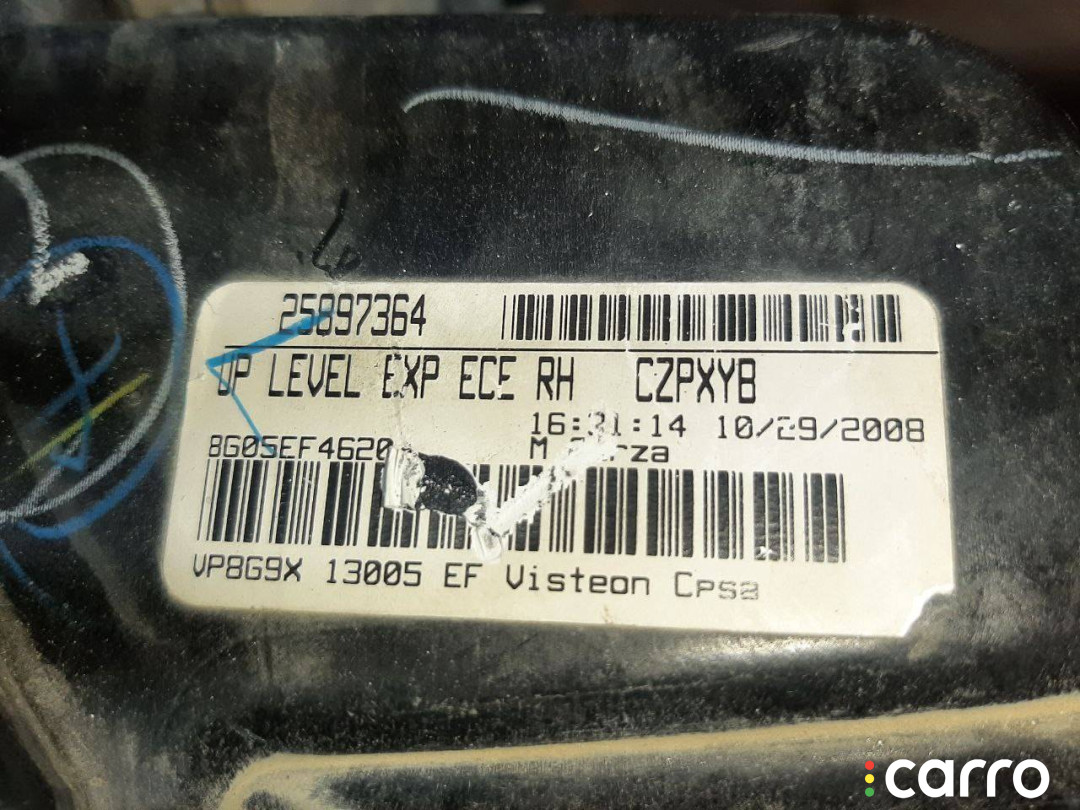 25897364
UP LEVEL EXP ECE RH CZPXYB
16:31:14 10/29/2008
8G05EF4620 M
VP8G9X 13005 EF Visteon Cpsa
carro